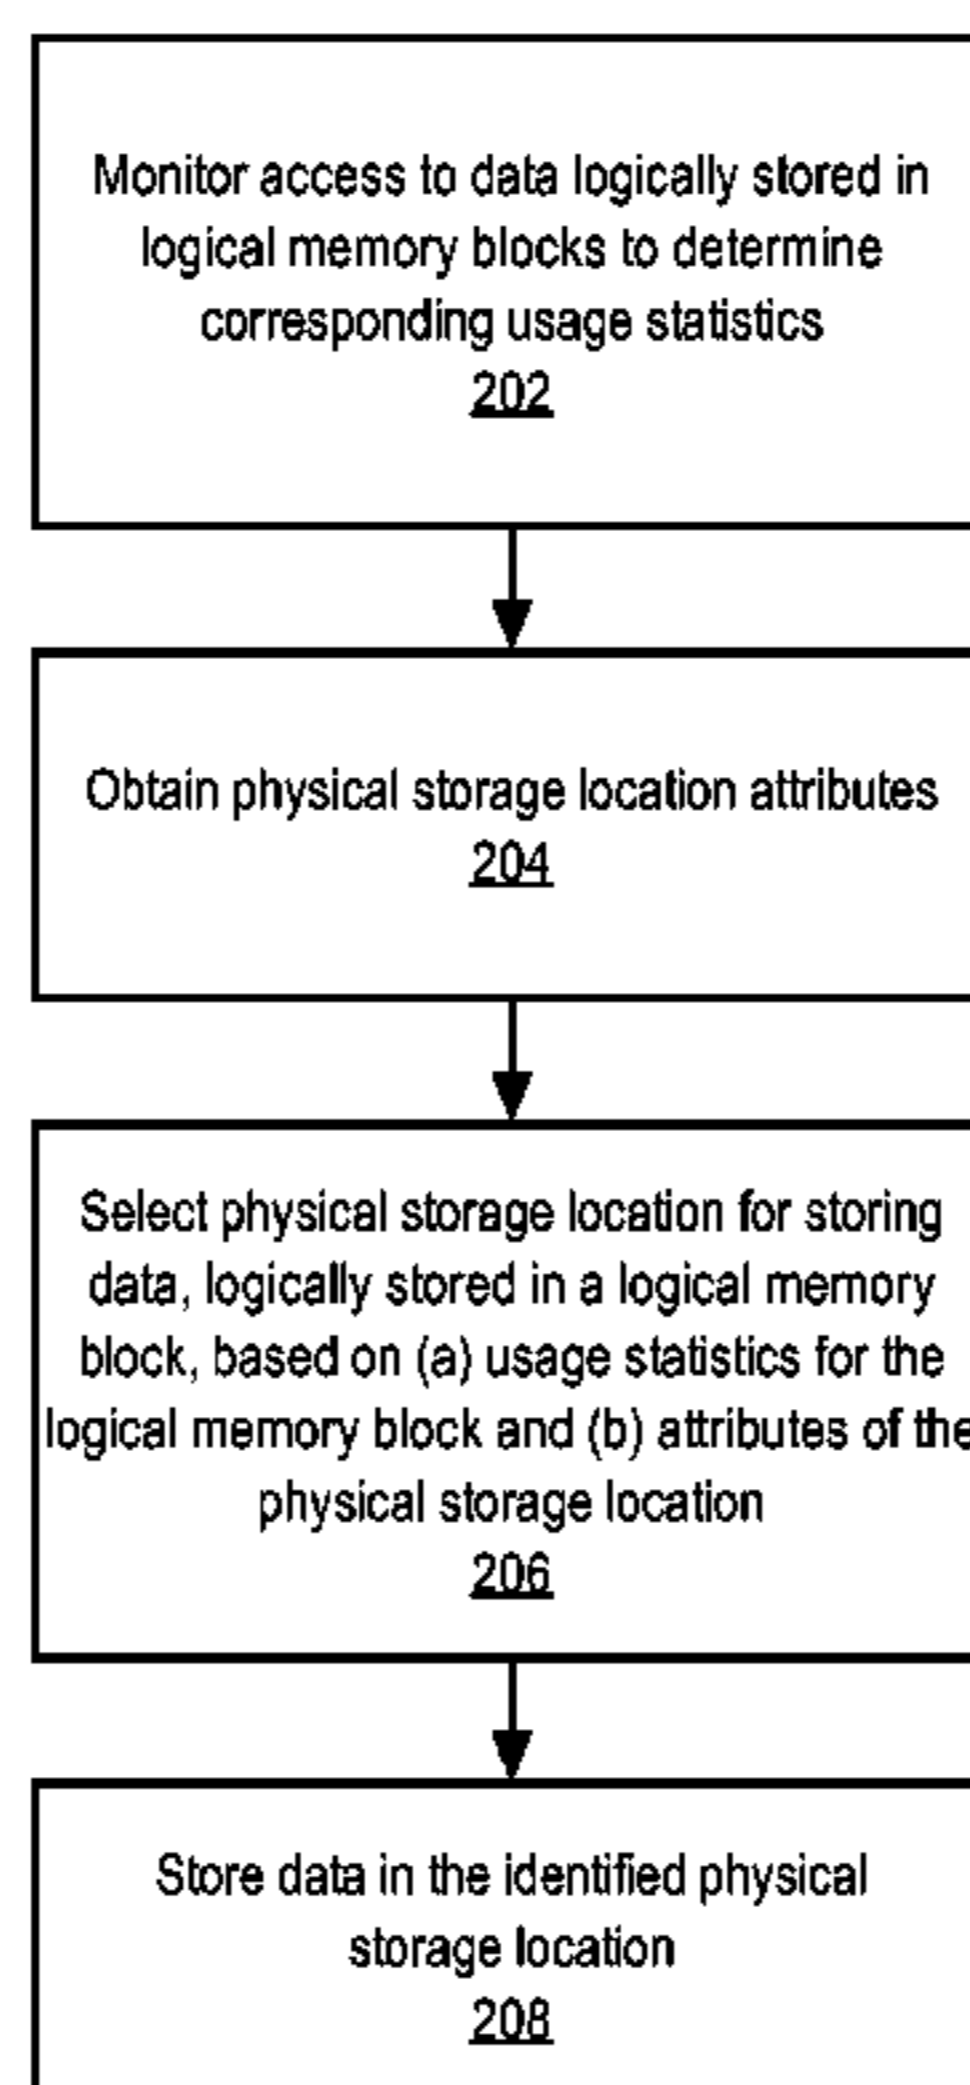 Monitor access to data logically stored in
logical memory blocks to determine
corresponding usage statistics
202
Obtain physical storage location attributes
204
Select physical storage location for storing
data, logically stored in a logical memory
block, based on (a) usage statistics for the
logical memory block and (b) attributes of the
physical storage location
206
Store data in the identified physical
storage location
208